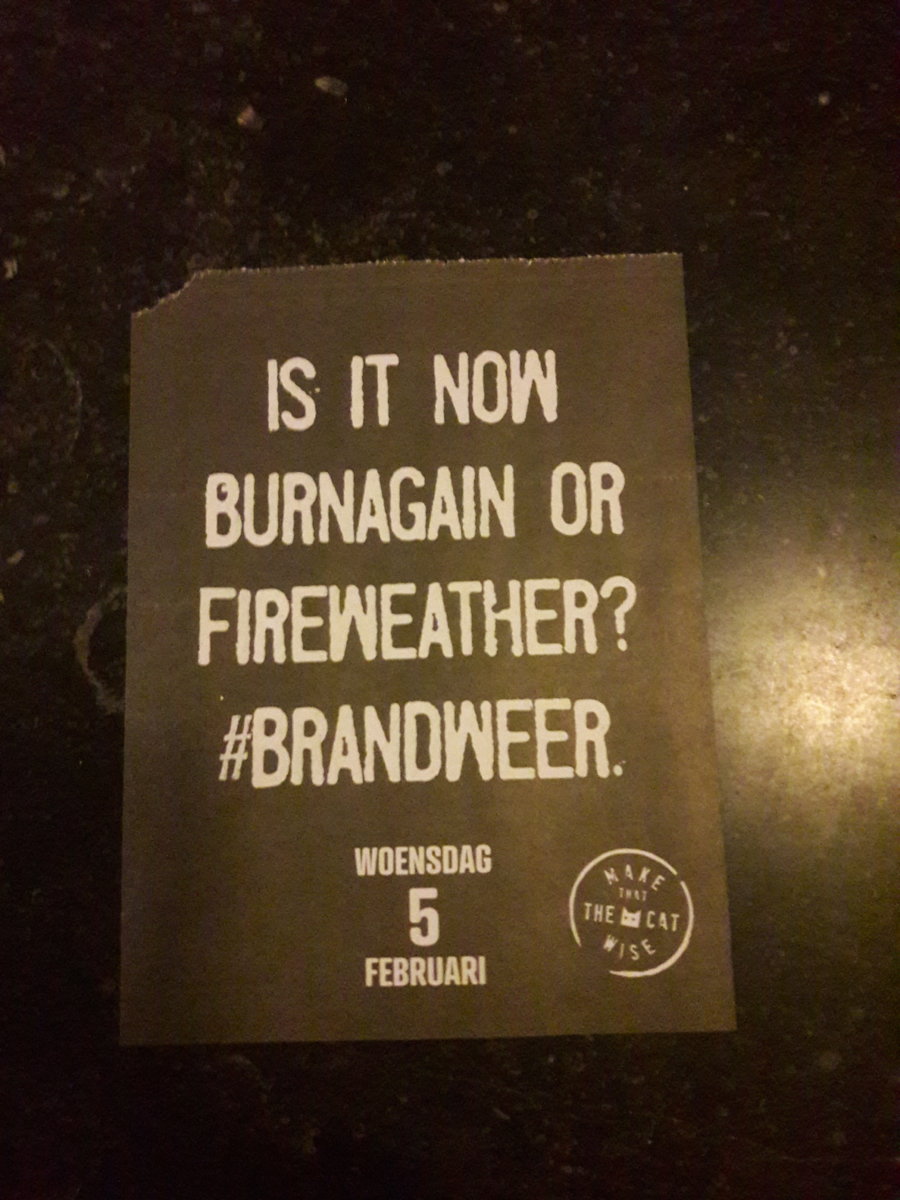 IS IT NOW
BURNAGAIN OR
FIREWEATHER?
#BRANDWEER.
WOENSDAG
5
FEBRUARI
MAKE
THAT
THE CAT
WISE